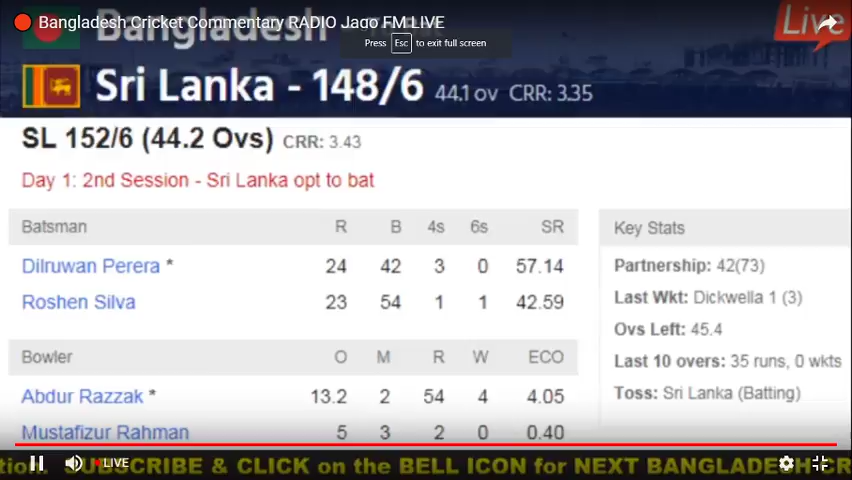 Bangladesh Cricket Commentary RADIO Jago FM LIVE
Live
Bangladesh
Press Esc to exit full screen
Sri Lanka - 148/6 44.1 ov CRR: 3.35
SL 152/6 (44.2 Ovs) CRR: 3.43
Day 1: 2nd Session - Sri Lanka opt to bat
Batsman R B 4s 6s SR
Dilruwan Perera * 24 42 3 0 57.14
Roshen Silva 23 54 1 1 42.59
Bowler O M R W ECO
Abdur Razzak * 13.2 2 54 4 4.05
Mustafizur Rahman 5 3 2 0 0.40
Key Stats
Partnership: 42(73)
Last Wkt: Dickwella 1 (3)
Ovs Left: 45.4
Last 10 overs: 35 runs, 0 wkts
Toss: Sri Lanka (Batting)
LIVE
tion. SUBSCRIBE & CLICK on the BELL ICON for NEXT BANGLADESH CR